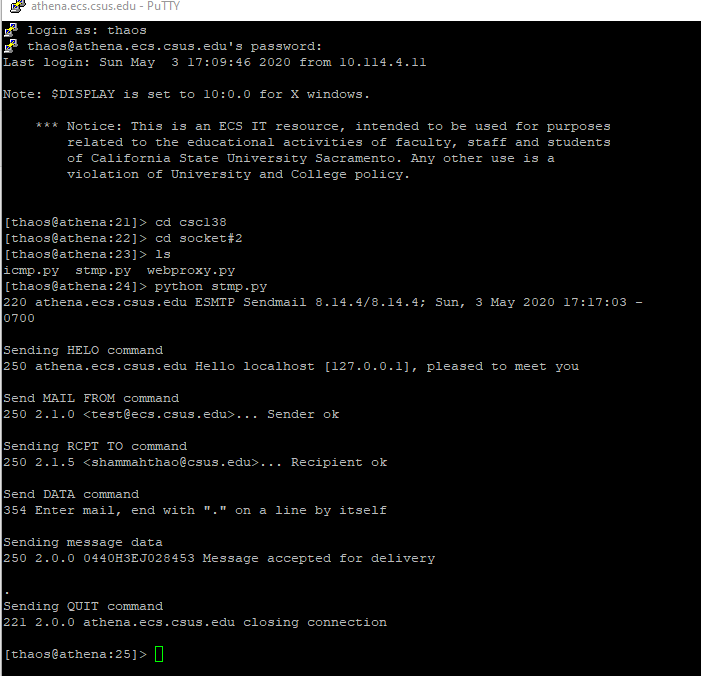 athena.ecs.csus.edu - PuTTY
login as: thaos
thaos@athena.ecs.csus.edu's password:
Last login: Sun May  3 17:09:46 2020 from 10.114.4.11
Note: $DISPLAY is set to 10:0.0 for X windows.
*** Notice: This is an ECS IT resource, intended to be used for purposes
related to the educational activities of faculty, staff and students
of California State University Sacramento. Any other use is a
violation of University and College policy.
[thaos@athena:21]> cd csc138
[thaos@athena:22]> cd socket#2
[thaos@athena:23]> ls
icmp.py  stmp.py  webproxy.py
[thaos@athena:24]> python stmp.py
220 athena.ecs.csus.edu ESMTP Sendmail 8.14.4/8.14.4; Sun, 3 May 2020 17:17:03 -
0700
Sending HELO command
250 athena.ecs.csus.edu Hello localhost [127.0.0.1], pleased to meet you
Send MAIL FROM command
250 2.1.0 <test@ecs.csus.edu>... Sender ok
Sending RCPT TO command
250 2.1.5 <shammahthao@csus.edu>... Recipient ok
Send DATA command
354 Enter mail, end with "." on a line by itself
Sending message data
250 2.0.0 0440H3EJ028453 Message accepted for delivery
.
Sending QUIT command
221 2.0.0 athena.ecs.csus.edu closing connection
[thaos@athena:25]>